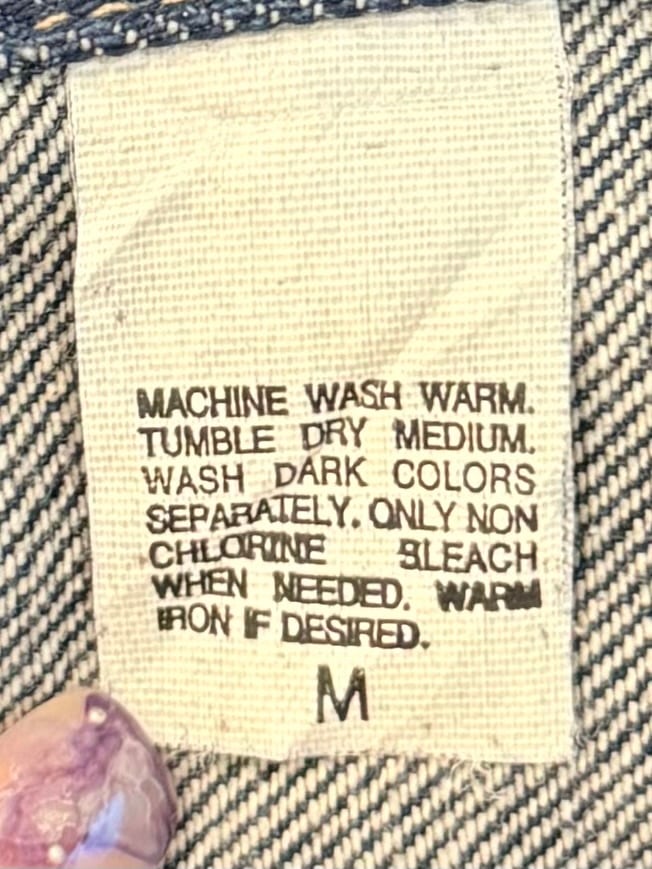 MACHINE WASH WARM.
TUMBLE DRY MEDIUM.
WASH DARK COLORS
SEPARATELY. ONLY NON
CHLORINE BLEACH
WHEN NEEDED. WARM
IRON IF DESIRED.
M